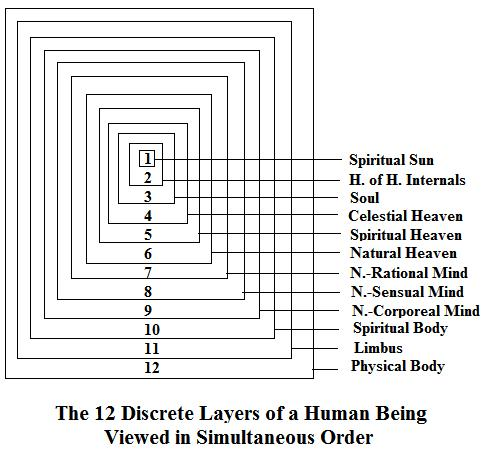 1 Spiritual Sun
2 H. of H. Internals
3 Soul
4 Celestial Heaven
5 Spiritual Heaven
6 Natural Heaven
7 N.-Rational Mind
8 N.-Sensual Mind
9 N.-Corporeal Mind
10 Spiritual Body
11 Limbus
12 Physical Body
The 12 Discrete Layers of a Human Being
Viewed in Simultaneous Order